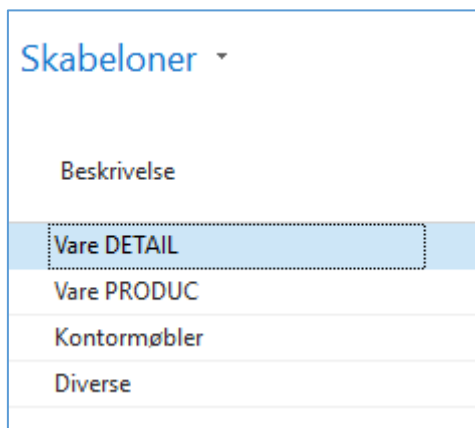 Skabeloner
Beskrivelse
Vare DETAIL
Vare PRODUC
Kontormøbler
Diverse